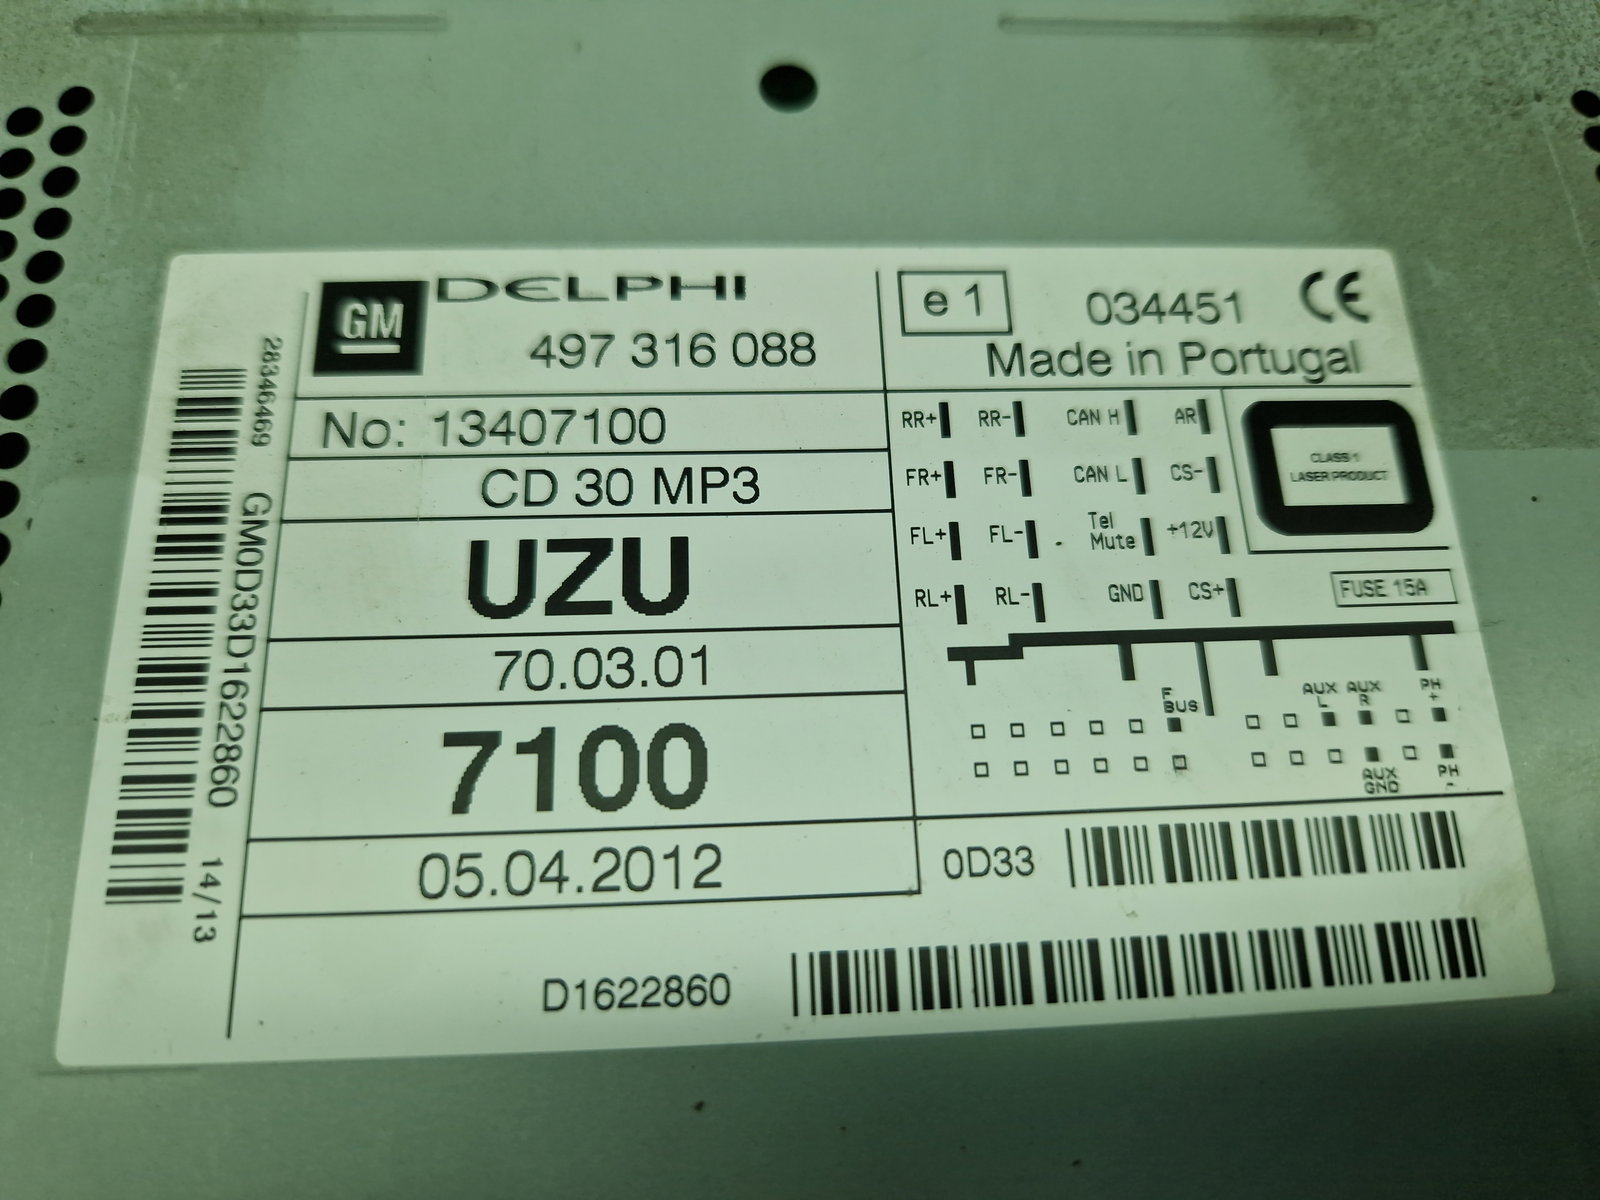 GM DELPHI
497 316 088
No: 13407100
CD 30 MP3
UZU
70.03.01
7100
05.04.2012
D1622860
28346469
GM0D33D1622860 14/13
e 1 034451 CE
Made in Portugal
RR+ RR- CAN H AR
FR+ FR- CAN L CS-
FL+ FL- Tel Mute +12V
RL+ RL- GND CS+
CLASS 1
LASER PRODUCT
FUSE 15A
F BUS
AUX L
AUX R
PH +
AUX GND
PH -
0D33